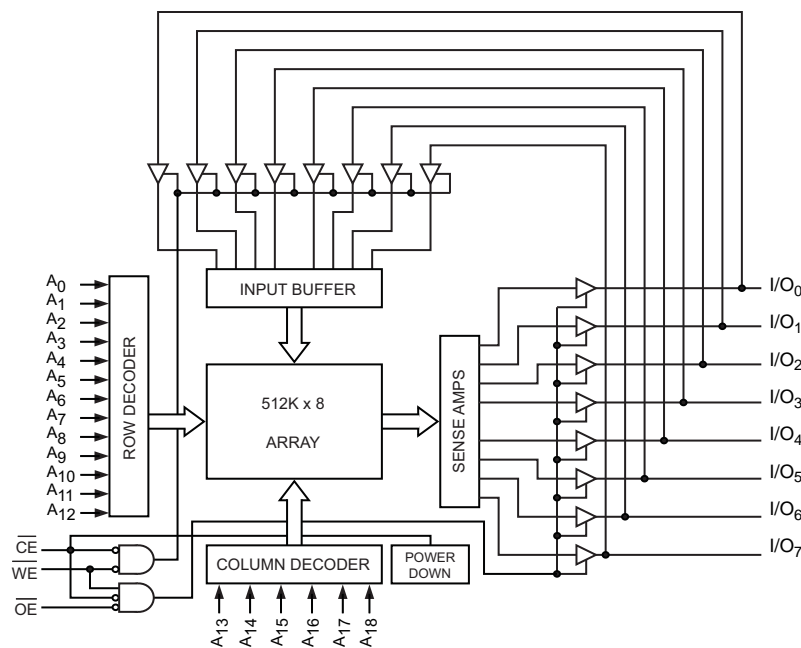 INPUT BUFFER
A0
A1
A2
A3
A4
A5
A6
A7
A8
A9
A10
A11
A12
ROW DECODER
512K x 8
ARRAY
SENSE AMPS
I/O0
I/O1
I/O2
I/O3
I/O4
I/O5
I/O6
I/O7
CE
WE
OE
COLUMN DECODER
POWER
DOWN
A13
A14
A15
A16
A17
A18